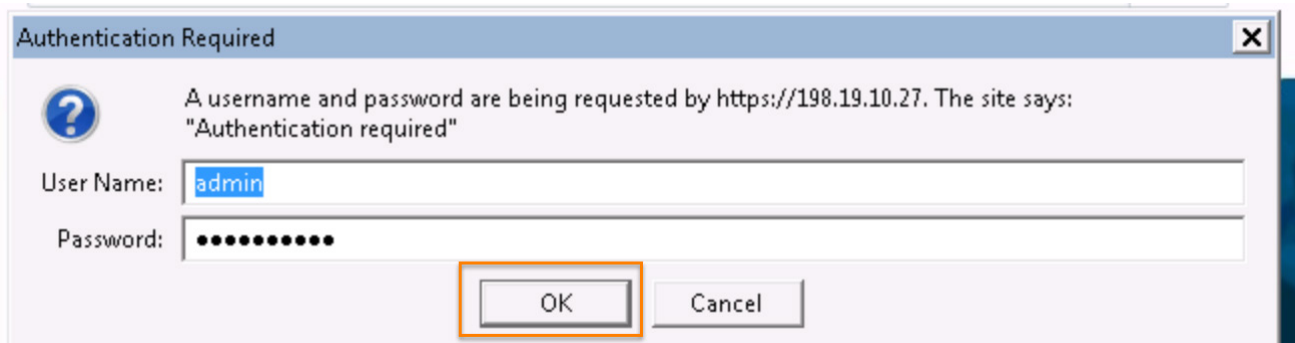 Authentication Required
A username and password are being requested by https://198.19.10.27. The site says:
"Authentication required"
User Name: admin
Password: ●●●●●●●●●●
OK Cancel